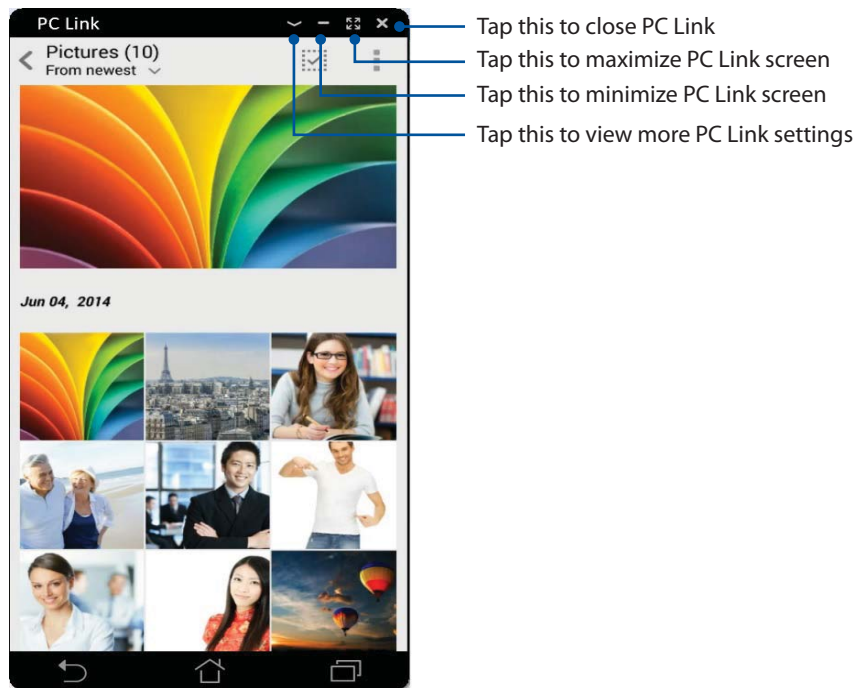 PC Link
Tap this to close PC Link
Pictures (10)
From newest
Tap this to maximize PC Link screen
Tap this to minimize PC Link screen
Tap this to view more PC Link settings
Jun 04, 2014